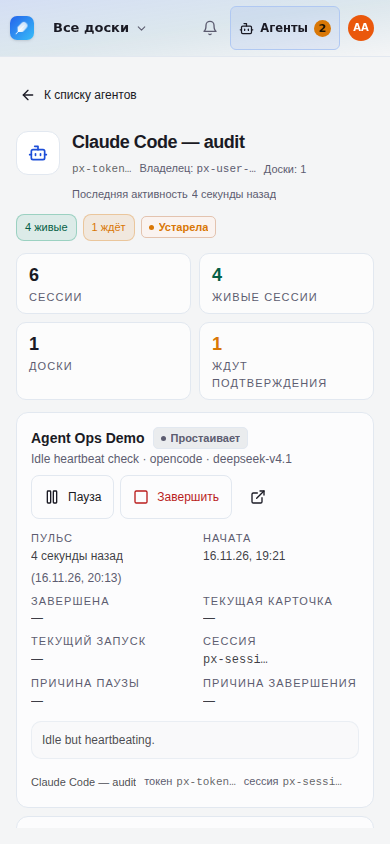 Все доски
Агенты 2
AA
К списку агентов
Claude Code — audit
px-token… Владелец: px-user-… Доски: 1
Последняя активность 4 секунды назад
4 живые 1 ждёт Устарела
6
СЕССИИ
4
ЖИВЫЕ СЕССИИ
1
ДОСКИ
1
ЖДУТ
ПОДТВЕРЖДЕНИЯ
Agent Ops Demo Простаивает
Idle heartbeat check · opencode · deepseek-v4.1
Пауза Завершить
ПУЛЬС
4 секунды назад
(16.11.26, 20:13)
НАЧАТА
16.11.26, 19:21
ЗАВЕРШЕНА
—
ТЕКУЩАЯ КАРТОЧКА
—
ТЕКУЩИЙ ЗАПУСК
—
СЕССИЯ
px-sessi…
ПРИЧИНА ПАУЗЫ
—
ПРИЧИНА ЗАВЕРШЕНИЯ
—
Idle but heartbeating.
Claude Code — audit токен px-token… сессия px-sessi…